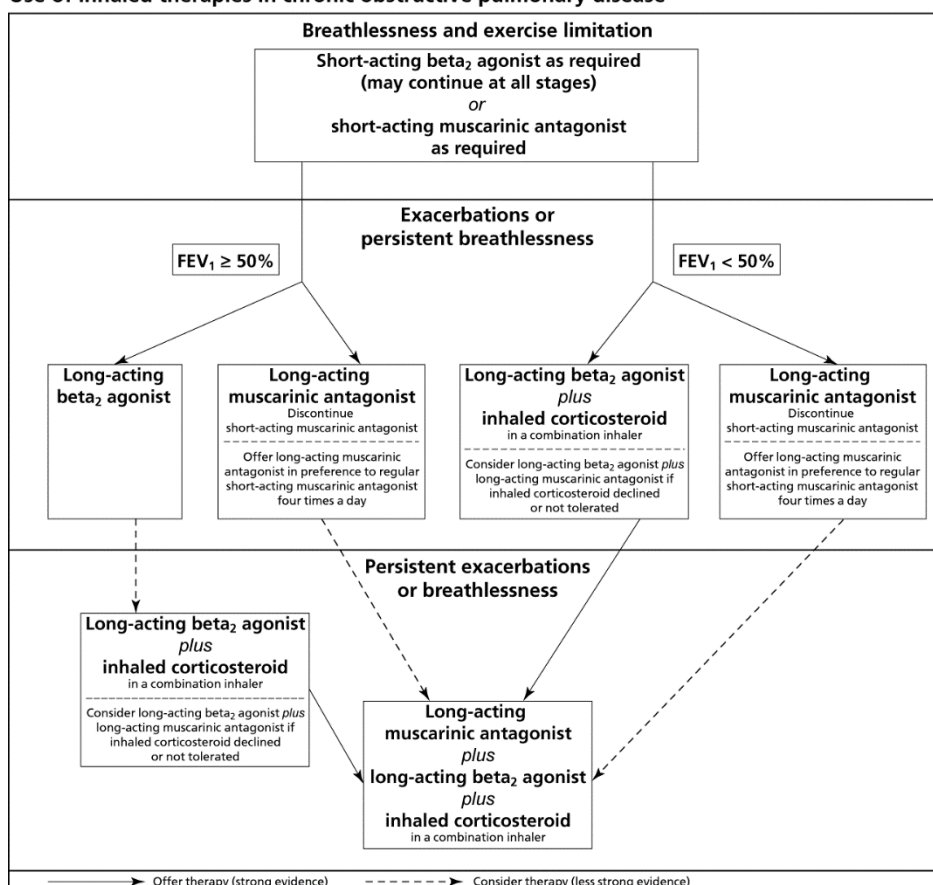 Use of inhaled therapies in chronic obstructive pulmonary disease
Breathlessness and exercise limitation
Short-acting beta₂ agonist as required
(may continue at all stages)
or
short-acting muscarinic antagonist
as required
Exacerbations or
persistent breathlessness
FEV₁ ≥ 50%
FEV₁ < 50%
Long-acting
beta₂ agonist
Long-acting
muscarinic antagonist
Discontinue
short-acting muscarinic antagonist
Offer long-acting muscarinic
antagonist in preference to regular
short-acting muscarinic antagonist
four times a day
Long-acting beta₂ agonist
plus
inhaled corticosteroid
in a combination inhaler
Consider long-acting beta₂ agonist plus
long-acting muscarinic antagonist if
inhaled corticosteroid declined
or not tolerated
Long-acting
muscarinic antagonist
Discontinue
short-acting muscarinic antagonist
Offer long-acting muscarinic
antagonist in preference to regular
short-acting muscarinic antagonist
four times a day
Persistent exacerbations
or breathlessness
Long-acting beta₂ agonist
plus
inhaled corticosteroid
in a combination inhaler
Consider long-acting beta₂ agonist plus
long-acting muscarinic antagonist if
inhaled corticosteroid declined
or not tolerated
Long-acting
muscarinic antagonist
plus
long-acting beta₂ agonist
plus
inhaled corticosteroid
in a combination inhaler
Offer therapy (strong evidence)
Consider therapy (less strong evidence)